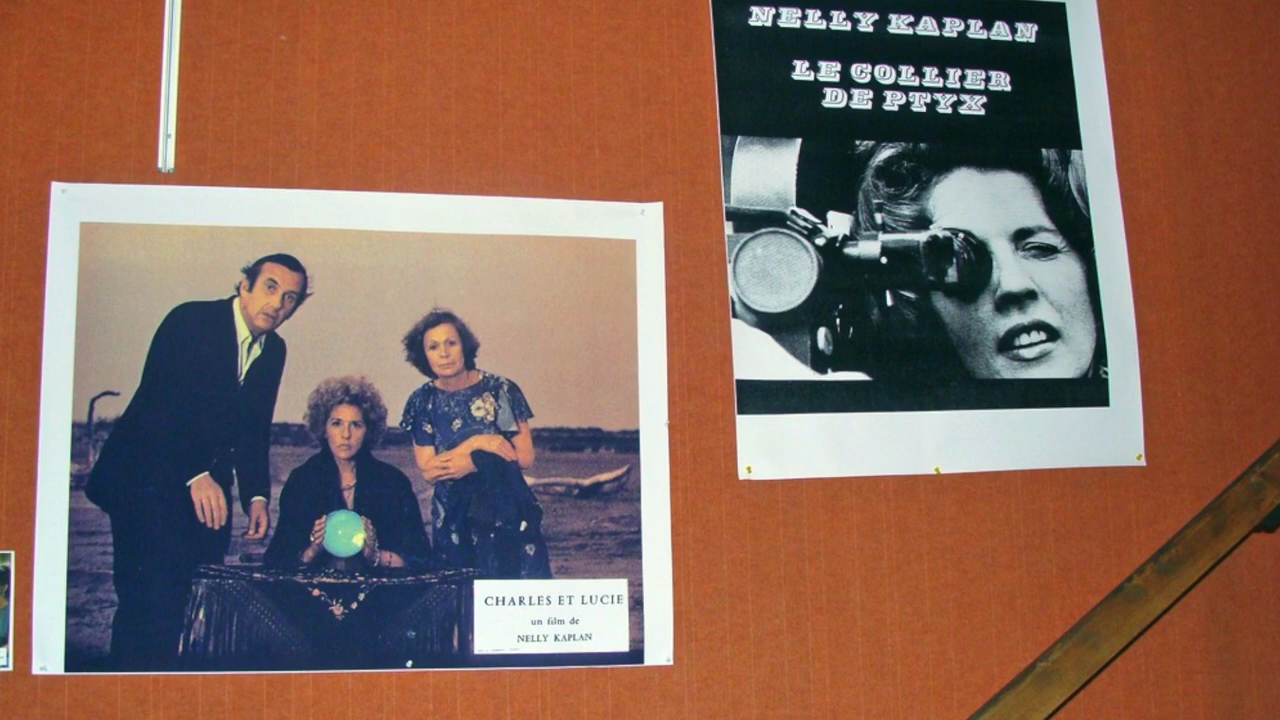 NELLY KAPLAN
LE COLLIER
DE PTYX
CHARLES ET LUCIE
un film de
NELLY KAPLAN